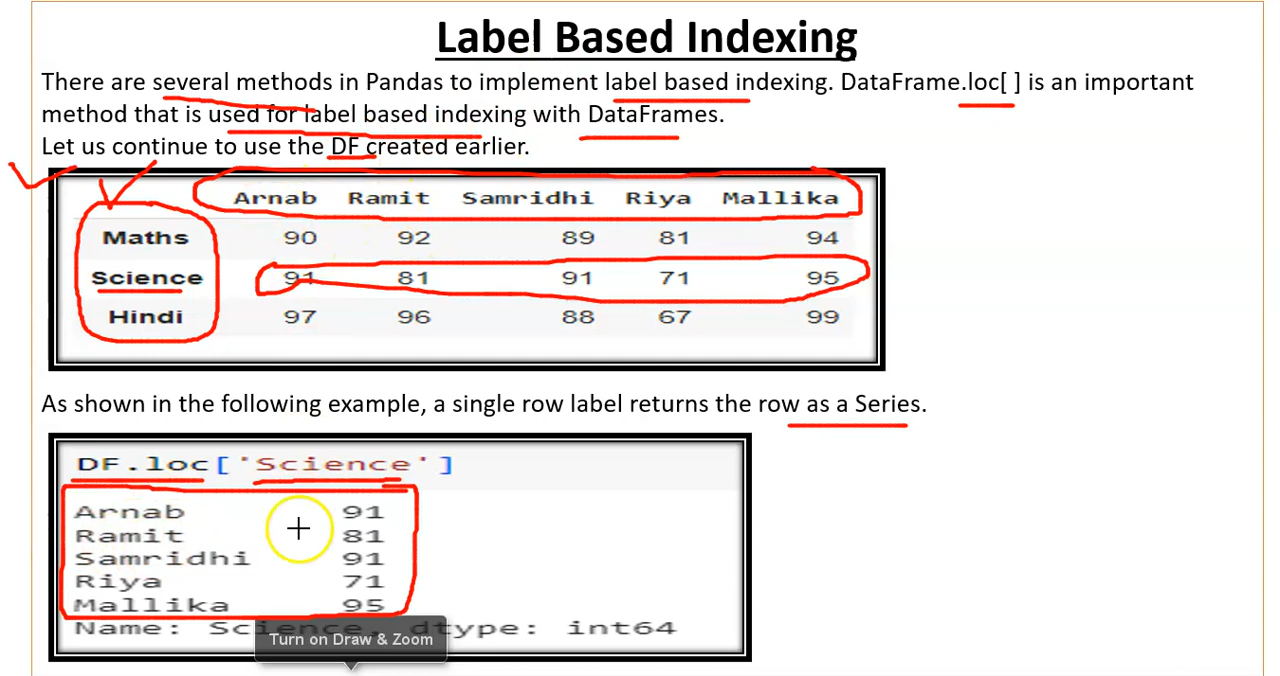 Label Based Indexing
There are several methods in Pandas to implement label based indexing. DataFrame.loc[ ] is an important
method that is used for label based indexing with DataFrames.
Let us continue to use the DF created earlier.
Arnab Ramit Samridhi Riya Mallika
Maths 90 92 89 81 94
Science 91 81 91 71 95
Hindi 97 96 88 67 99
As shown in the following example, a single row label returns the row as a Series.
DF.loc['Science']
Arnab 91
Ramit 81
Samridhi 91
Riya 71
Mallika 95
Name: Science, dtype: int64
Turn on Draw & Zoom